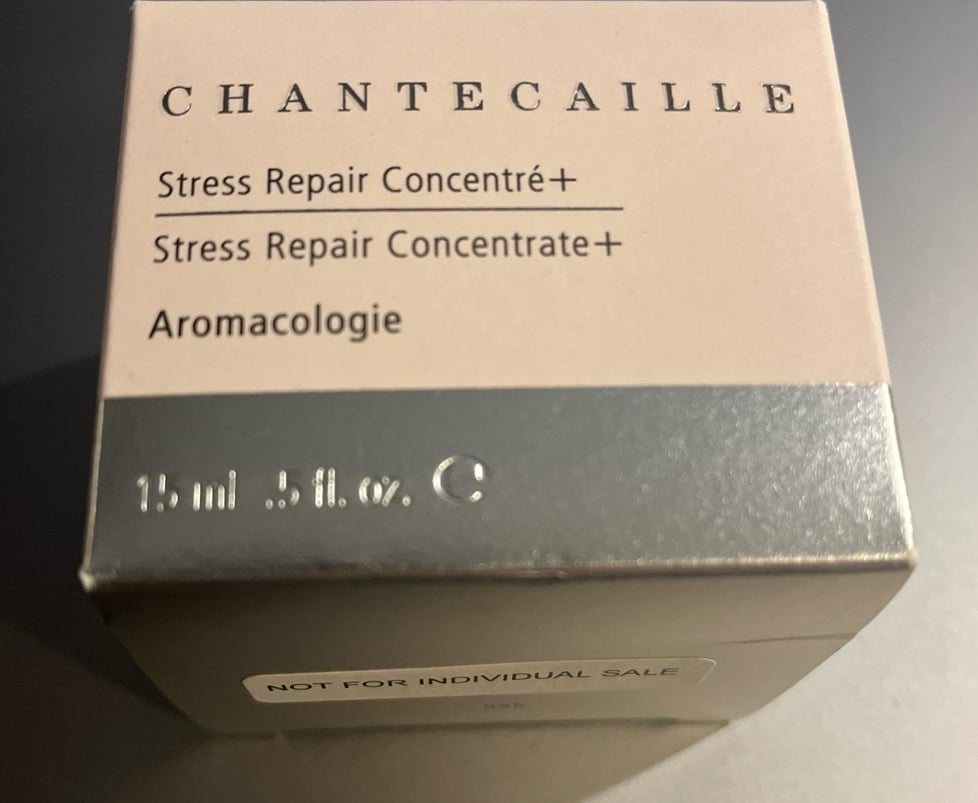 CHANTECAILLE
Stress Repair Concentré+
Stress Repair Concentrate+
Aromacologie
15 ml .5 fl. oz.
NOT FOR INDIVIDUAL SALE